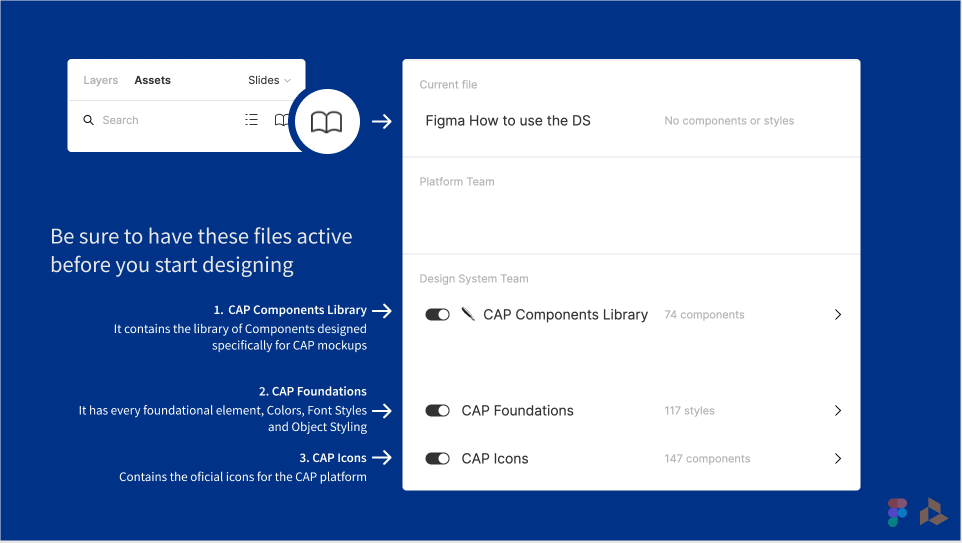 Layers Assets Slides
Search
Current file
Figma How to use the DS No components or styles
Platform Team
Be sure to have these files active
before you start designing
Design System Team
1. CAP Components Library
It contains the library of Components designed
specifically for CAP mockups
CAP Components Library 74 components
2. CAP Foundations
It has every foundational element, Colors, Font Styles
and Object Styling
CAP Foundations 117 styles
3. CAP Icons
Contains the oficial icons for the CAP platform
CAP Icons 147 components